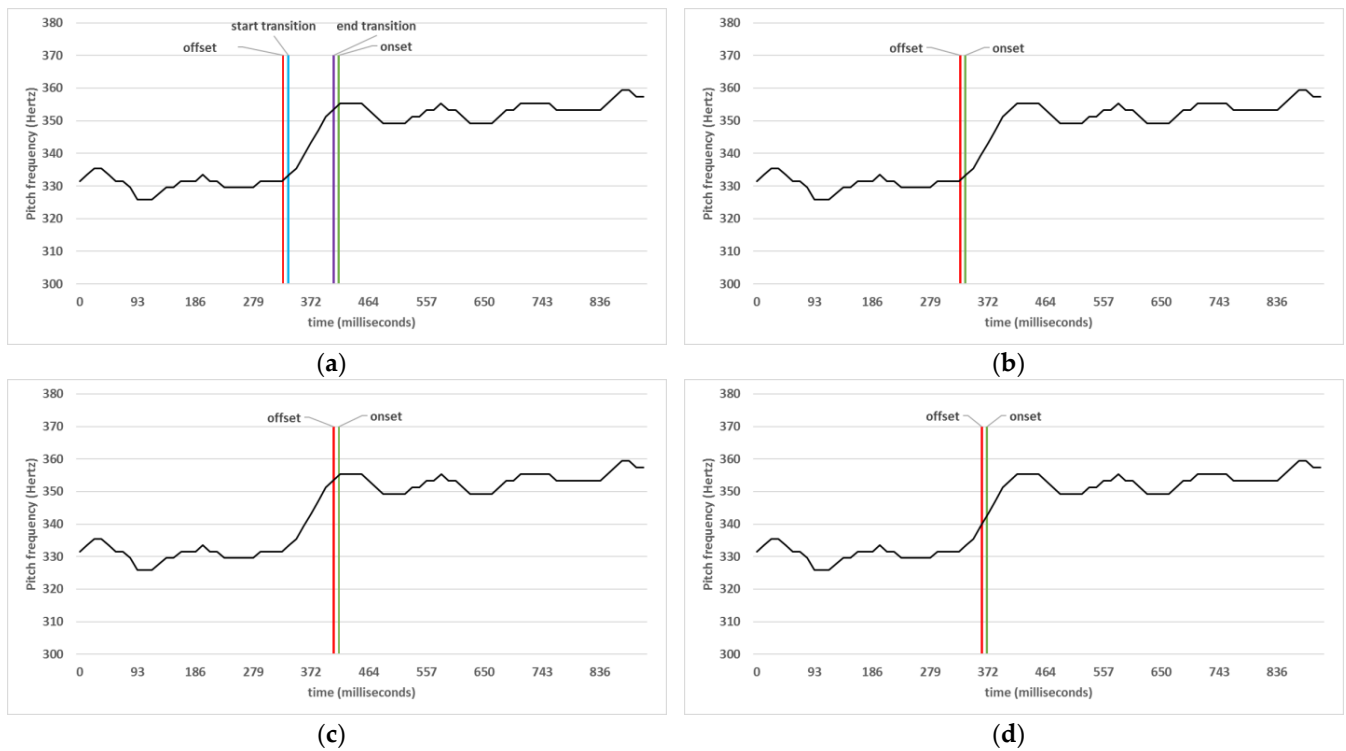 380
start transition end transition
370 offset onset
360
350
340
330
320
310
300
Pitch frequency (Hertz)
0 93 186 279 372 464 557 650 743 836
time (milliseconds)
(a)
380
370 offset onset
360
350
340
330
320
310
300
Pitch frequency (Hertz)
0 93 186 279 372 464 557 650 743 836
time (milliseconds)
(b)
380
offset onset
370
360
350
340
330
320
310
300
Pitch frequency (Hertz)
0 93 186 279 372 464 557 650 743 836
time (milliseconds)
(c)
380
offset onset
370
360
350
340
330
320
310
300
Pitch frequency (Hertz)
0 93 186 279 372 464 557 650 743 836
time (milliseconds)
(d)